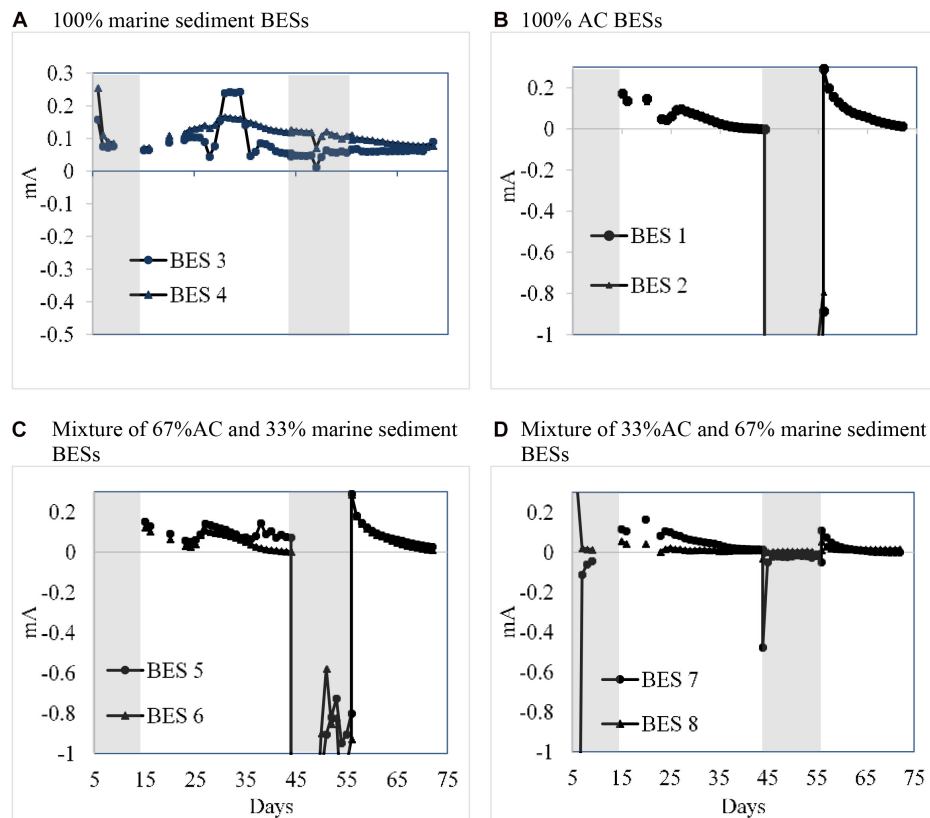 A 100% marine sediment BESs
0.3
0.2
0.1
0
-0.1
-0.2
-0.3
-0.4
-0.5
mA
BES 3
BES 4
B 100% AC BESs
0.2
0
-0.2
-0.4
-0.6
-0.8
-1
mA
BES 1
BES 2
C Mixture of 67%AC and 33% marine sediment
BESs
0.2
0
-0.2
-0.4
-0.6
-0.8
-1
mA
BES 5
BES 6
5 15 25 35 45 55 65 75
Days
D Mixture of 33%AC and 67% marine sediment
BESs
0.2
0
-0.2
-0.4
-0.6
-0.8
-1
mA
BES 7
BES 8
5 15 25 35 45 55 65 75
Days